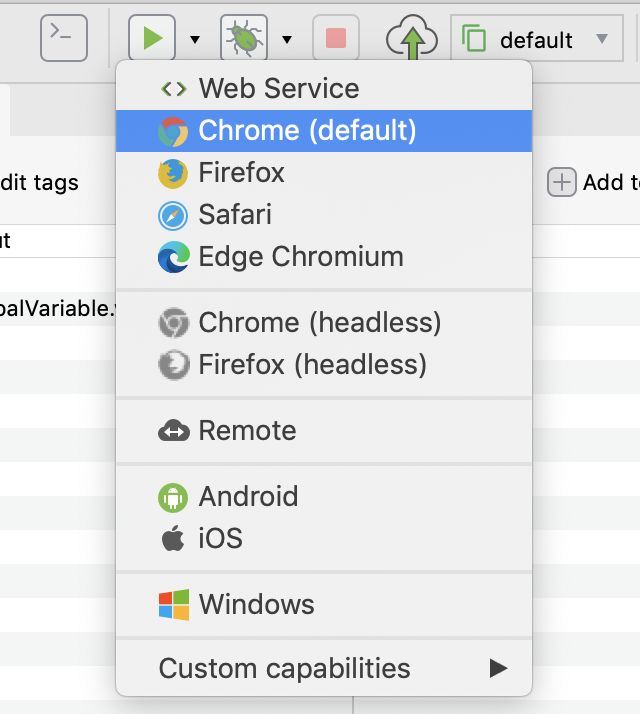 default
Web Service
Chrome (default)
dit tags
Add to
Firefox
Safari
ut
Edge Chromium
balVariable.
Chrome (headless)
Firefox (headless)
Remote
Android
iOS
Windows
Custom capabilities